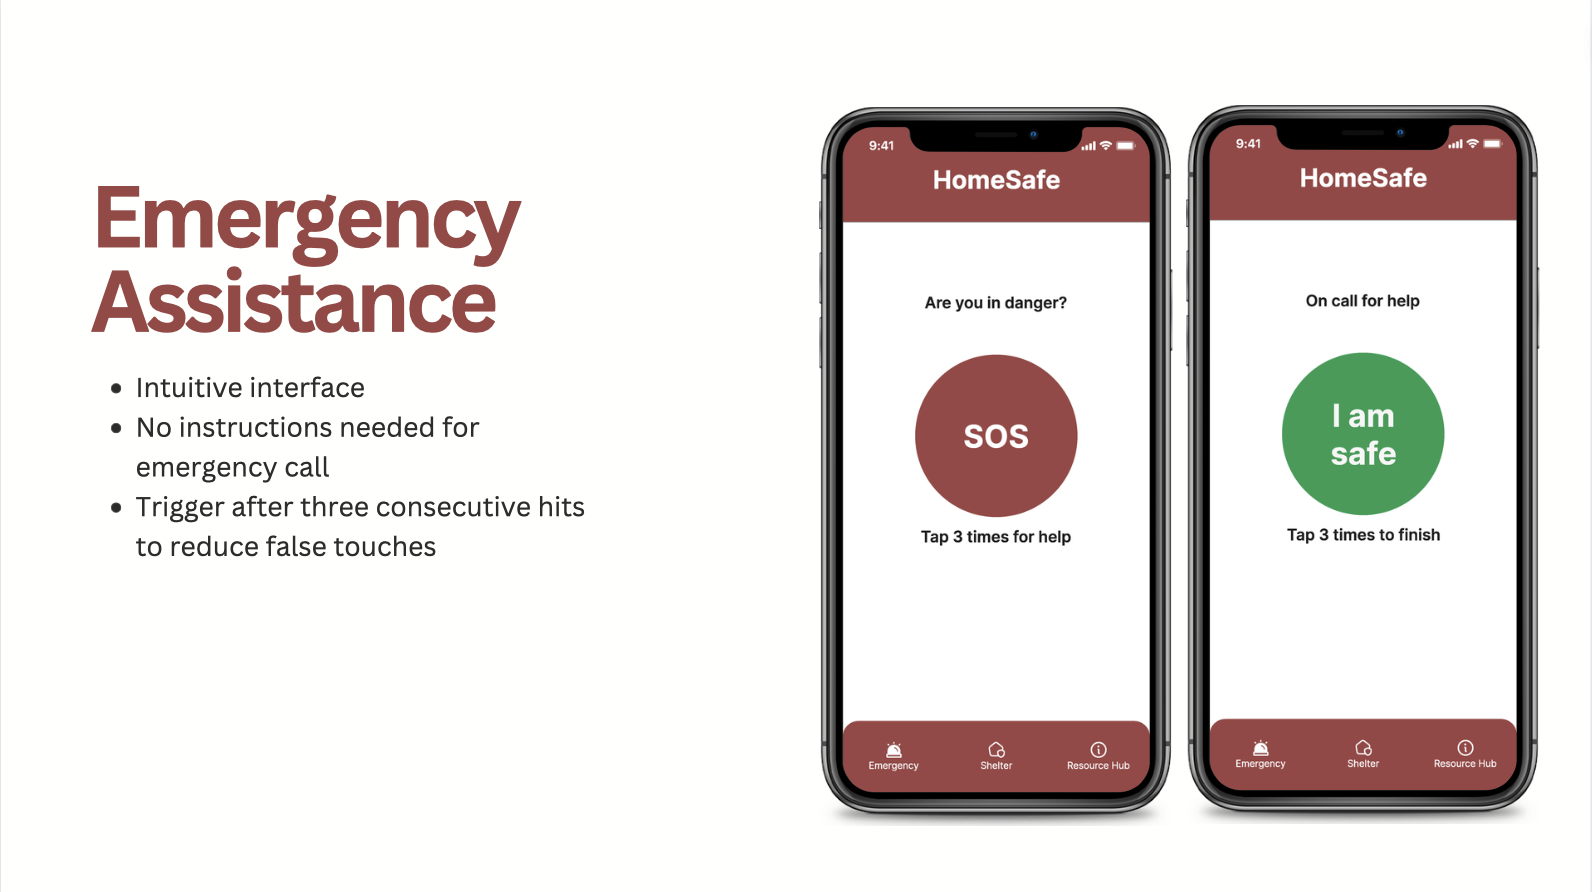 Emergency
Assistance
• Intuitive interface
• No instructions needed for
emergency call
• Trigger after three consecutive hits
to reduce false touches
9:41
HomeSafe
Are you in danger?
SOS
Tap 3 times for help
Emergency
Shelter
Resource Hub
9:41
HomeSafe
On call for help
I am
safe
Tap 3 times to finish
Emergency
Shelter
Resource Hub